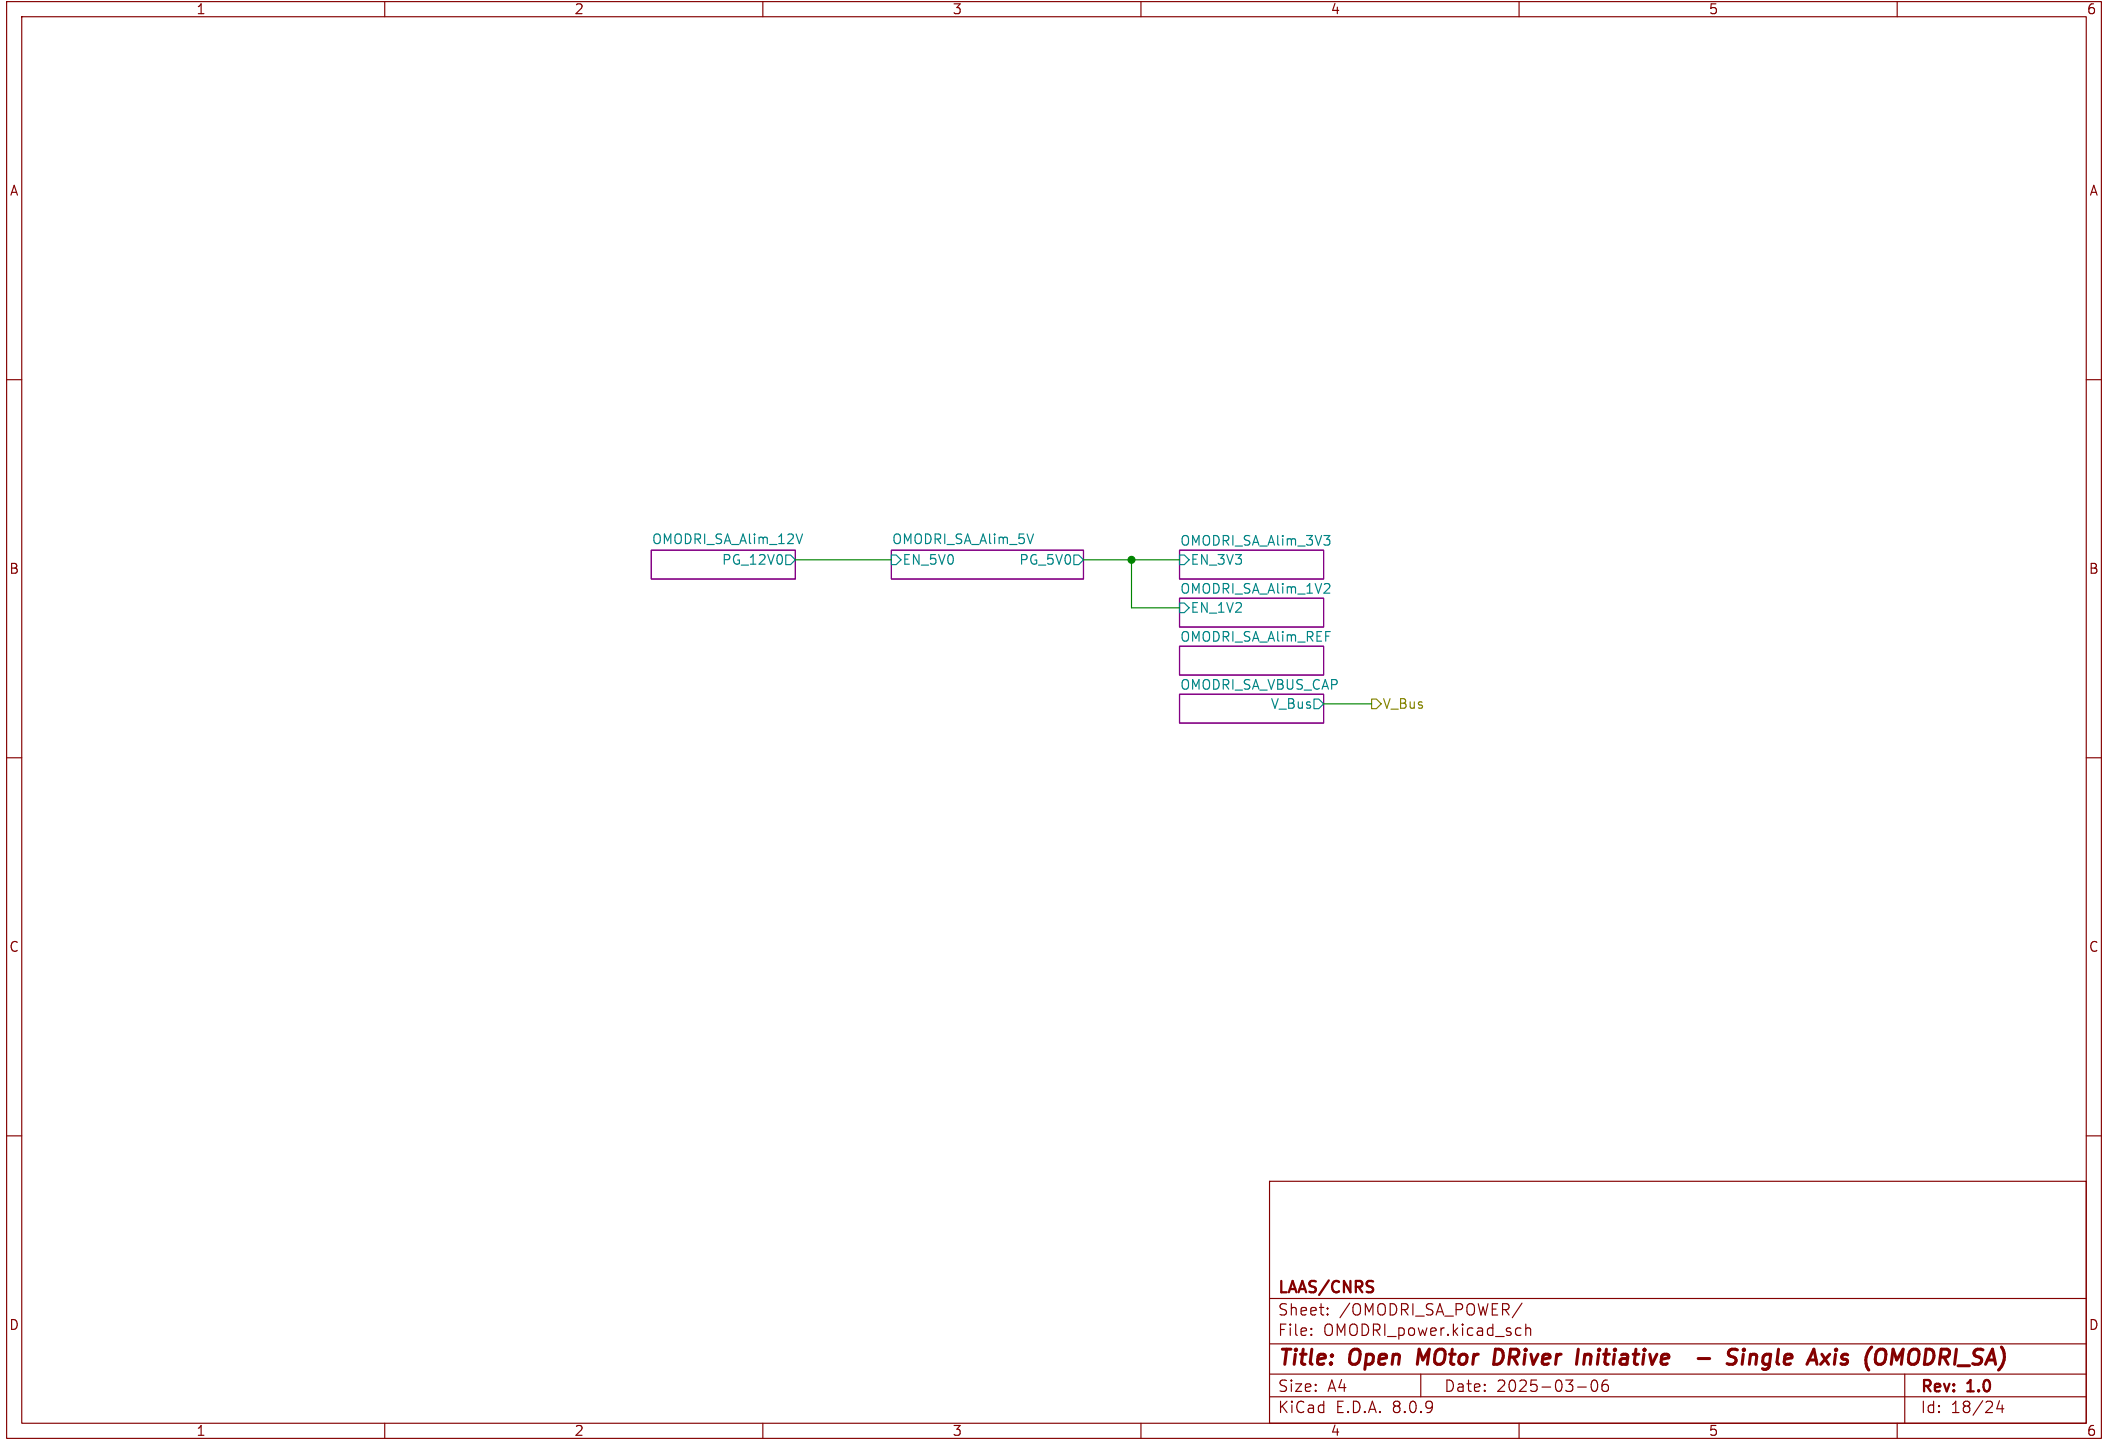 1 2 3 4 5 6
A A
OMODRI_SA_Alim_12V
PG_12V0
OMODRI_SA_Alim_5V
EN_5V0 PG_5V0
OMODRI_SA_Alim_3V3
EN_3V3
OMODRI_SA_Alim_1V2
EN_1V2
OMODRI_SA_Alim_REF
OMODRI_SA_VBUS_CAP
V_Bus V_Bus
B B
C C
D D
LAAS/CNRS
Sheet: /OMODRI_SA_POWER/
File: OMODRI_power.kicad_sch
Title: Open MOtor DRiver Initiative  - Single Axis (OMODRI_SA)
Size: A4 Date: 2025-03-06 Rev: 1.0
KiCad E.D.A. 8.0.9 Id: 18/24
1 2 3 4 5 6